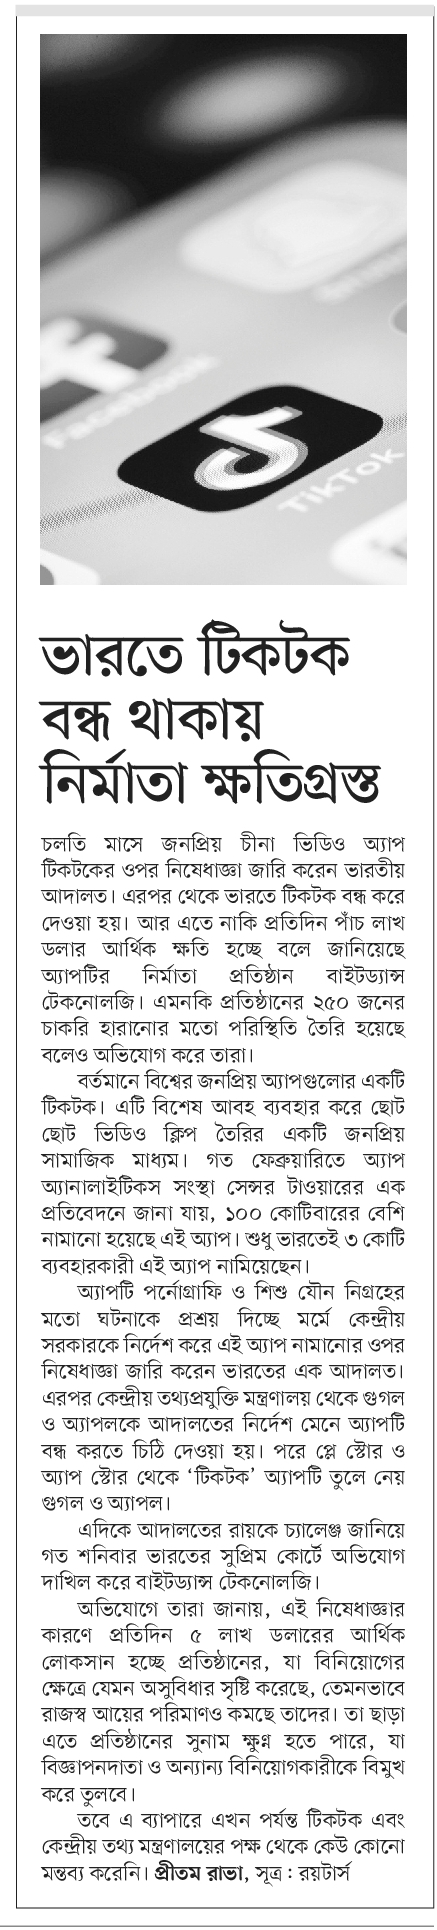 Facebook
TikTok
ভারতে টিকটক
বন্ধ থাকায়
নির্মাতা ক্ষতিগ্রস্ত
চলতি মাসে জনপ্রিয় চীনা ভিডিও অ্যাপ
টিকটকের ওপর নিষেধাজ্ঞা জারি করেন ভারতীয়
আদালত। এরপর থেকে ভারতে টিকটক বন্ধ করে
দেওয়া হয়। আর এতে নাকি প্রতিদিন পাঁচ লাখ
ডলার আর্থিক ক্ষতি হচ্ছে বলে জানিয়েছে
অ্যাপটির নির্মাতা প্রতিষ্ঠান বাইটড্যান্স
টেকনোলজি। এমনকি প্রতিষ্ঠানের ২৫০ জনের
চাকরি হারানোর মতো পরিস্থিতি তৈরি হয়েছে
বলেও অভিযোগ করে তারা।
বর্তমানে বিশ্বের জনপ্রিয় অ্যাপগুলোর একটি
টিকটক। এটি বিশেষ আবহ ব্যবহার করে ছোট
ছোট ভিডিও ক্লিপ তৈরির একটি জনপ্রিয়
সামাজিক মাধ্যম। গত ফেব্রুয়ারিতে অ্যাপ
অ্যানালাইটিকস সংস্থা সেন্সর টাওয়ারের এক
প্রতিবেদনে জানা যায়, ১০০ কোটিবারের বেশি
নামানো হয়েছে এই অ্যাপ। শুধু ভারতেই ৩ কোটি
ব্যবহারকারী এই অ্যাপ নামিয়েছেন।
অ্যাপটি পর্নোগ্রাফি ও শিশু যৌন নিগ্রহের
মতো ঘটনাকে প্রশ্রয় দিচ্ছে মর্মে কেন্দ্রীয়
সরকারকে নির্দেশ করে এই অ্যাপ নামানোর ওপর
নিষেধাজ্ঞা জারি করেন ভারতের এক আদালত।
এরপর কেন্দ্রীয় তথ্যপ্রযুক্তি মন্ত্রণালয় থেকে গুগল
ও অ্যাপলকে আদালতের নির্দেশ মেনে অ্যাপটি
বন্ধ করতে চিঠি দেওয়া হয়। পরে প্লে স্টোর ও
অ্যাপ স্টোর থেকে ‘টিকটক’ অ্যাপটি তুলে নেয়
গুগল ও অ্যাপল।
এদিকে আদালতের রায়কে চ্যালেঞ্জ জানিয়ে
গত শনিবার ভারতের সুপ্রিম কোর্টে অভিযোগ
দাখিল করে বাইটড্যান্স টেকনোলজি।
অভিযোগে তারা জানায়, এই নিষেধাজ্ঞার
কারণে প্রতিদিন ৫ লাখ ডলারের আর্থিক
লোকসান হচ্ছে প্রতিষ্ঠানের, যা বিনিয়োগের
ক্ষেত্রে যেমন অসুবিধার সৃষ্টি করেছে, তেমনভাবে
রাজস্ব আয়ের পরিমাণও কমছে তাদের। তা ছাড়া
এতে প্রতিষ্ঠানের সুনাম ক্ষুণ্ন হতে পারে, যা
বিজ্ঞাপনদাতা ও অন্যান্য বিনিয়োগকারীকে বিমুখ
করে তুলবে।
তবে এ ব্যাপারে এখন পর্যন্ত টিকটক এবং
কেন্দ্রীয় তথ্য মন্ত্রণালয়ের পক্ষ থেকে কেউ কোনো
মন্তব্য করেনি। প্রীতম রাভা, সূত্র : রয়টার্স